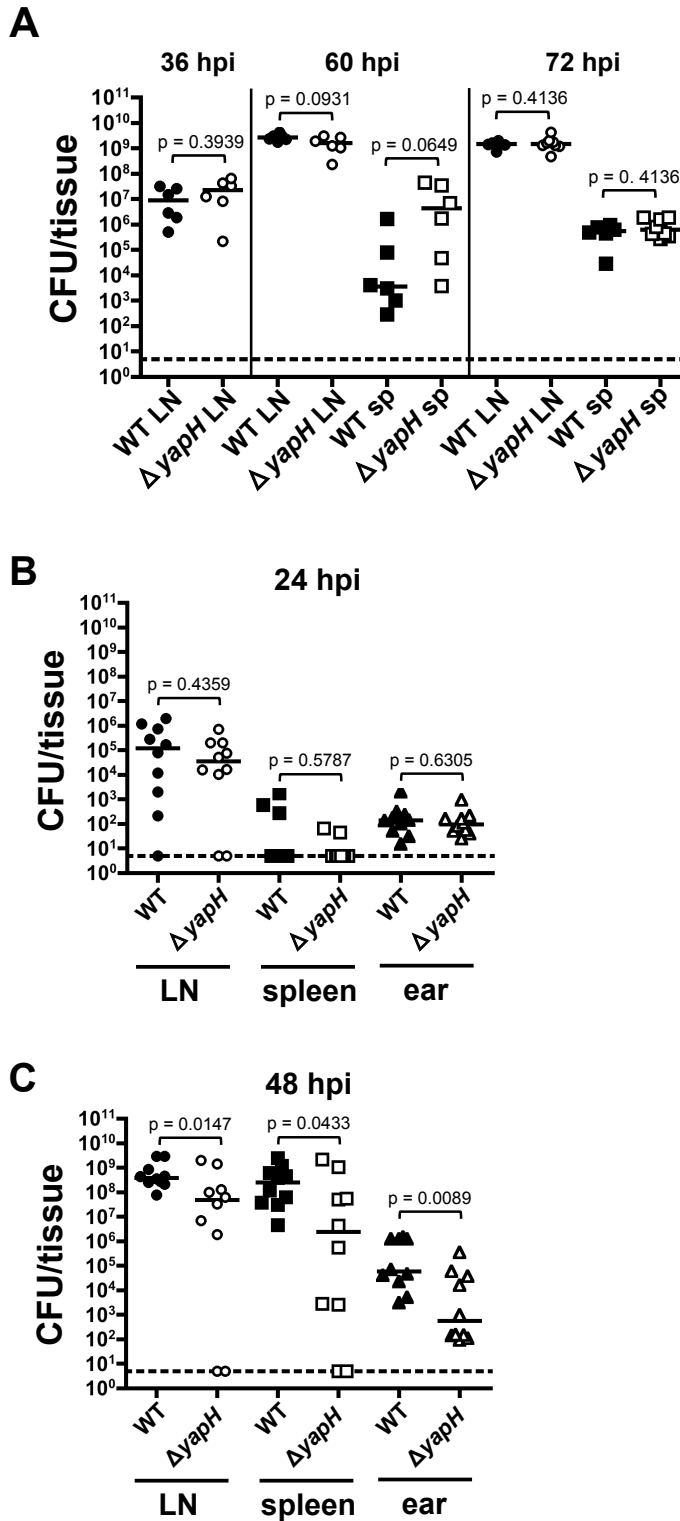 A
36 hpi 60 hpi 72 hpi
p = 0.3939 p = 0.0931 p = 0.0649 p = 0.4136 p = 0. 4136
CFU/tissue
10¹¹
10¹⁰
10⁹
10⁸
10⁷
10⁶
10⁵
10⁴
10³
10²
10¹
10⁰
WT LN ΔyapH LN WT LN ΔyapH LN WT sp ΔyapH sp WT LN ΔyapH LN WT sp ΔyapH sp
B
24 hpi
p = 0.4359 p = 0.5787 p = 0.6305
CFU/tissue
10¹¹
10¹⁰
10⁹
10⁸
10⁷
10⁶
10⁵
10⁴
10³
10²
10¹
10⁰
WT ΔyapH WT ΔyapH WT ΔyapH
LN spleen ear
C
48 hpi
p = 0.0147 p = 0.0433 p = 0.0089
CFU/tissue
10¹¹
10¹⁰
10⁹
10⁸
10⁷
10⁶
10⁵
10⁴
10³
10²
10¹
10⁰
WT ΔyapH WT ΔyapH WT ΔyapH
LN spleen ear